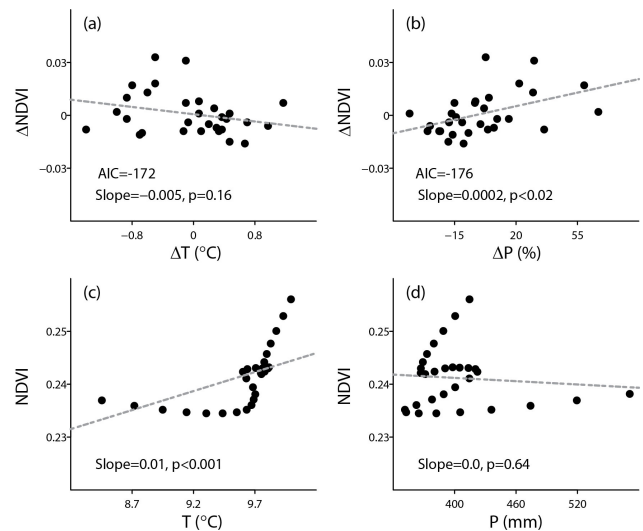 (a)
ΔNDVI
0.03
0
−0.03
AIC=-172
Slope=−0.005, p=0.16
−0.8 0 0.8
ΔT (°C)
(b)
ΔNDVI
0.03
0
−0.03
AIC=-176
Slope=0.0002, p<0.02
−15 20 55
ΔP (%)
(c)
NDVI
0.25
0.24
0.23
Slope=0.01, p<0.001
8.7 9.2 9.7
T (°C)
(d)
NDVI
0.25
0.24
0.23
Slope=0.0, p=0.64
400 460 520
P (mm)